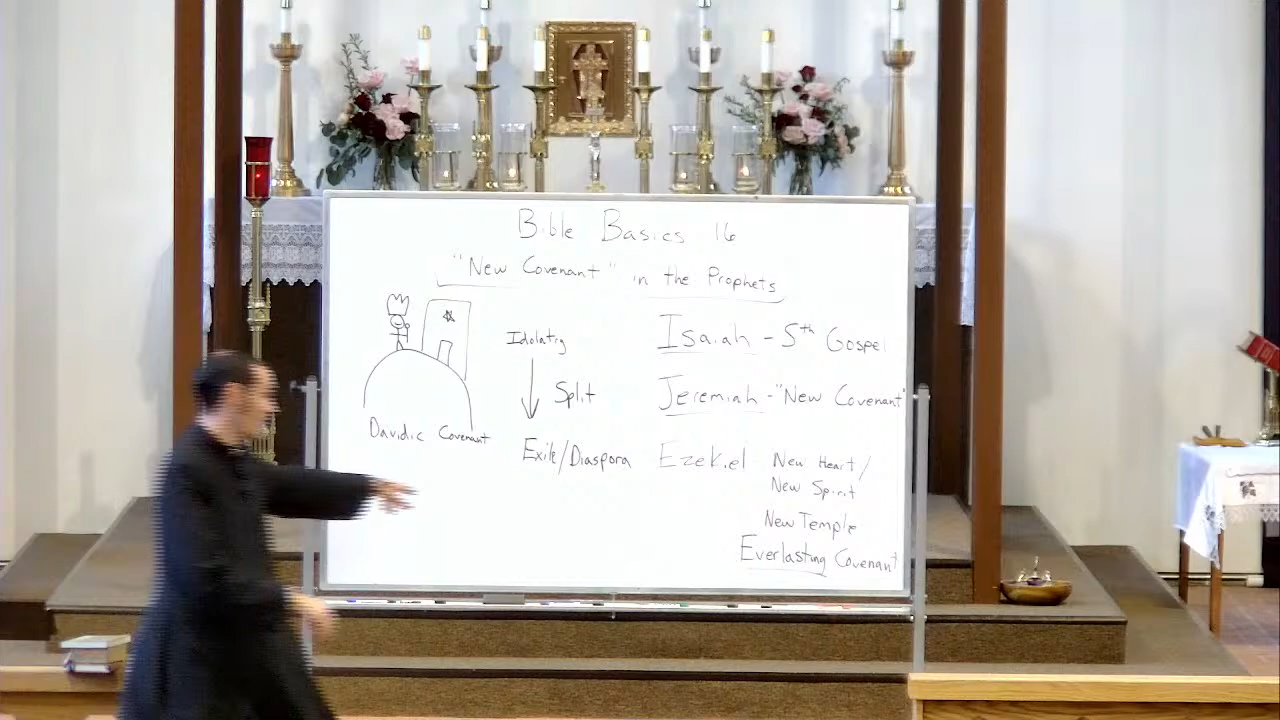 Bible Basics 16
"New Covenant" in the Prophets
Davidic Covenant
Idolatry
Split
Exile/Diaspora
Isaiah - 5th Gospel
Jeremiah - "New Covenant"
Ezekiel New Heart/
New Spirit
New Temple
Everlasting Covenant